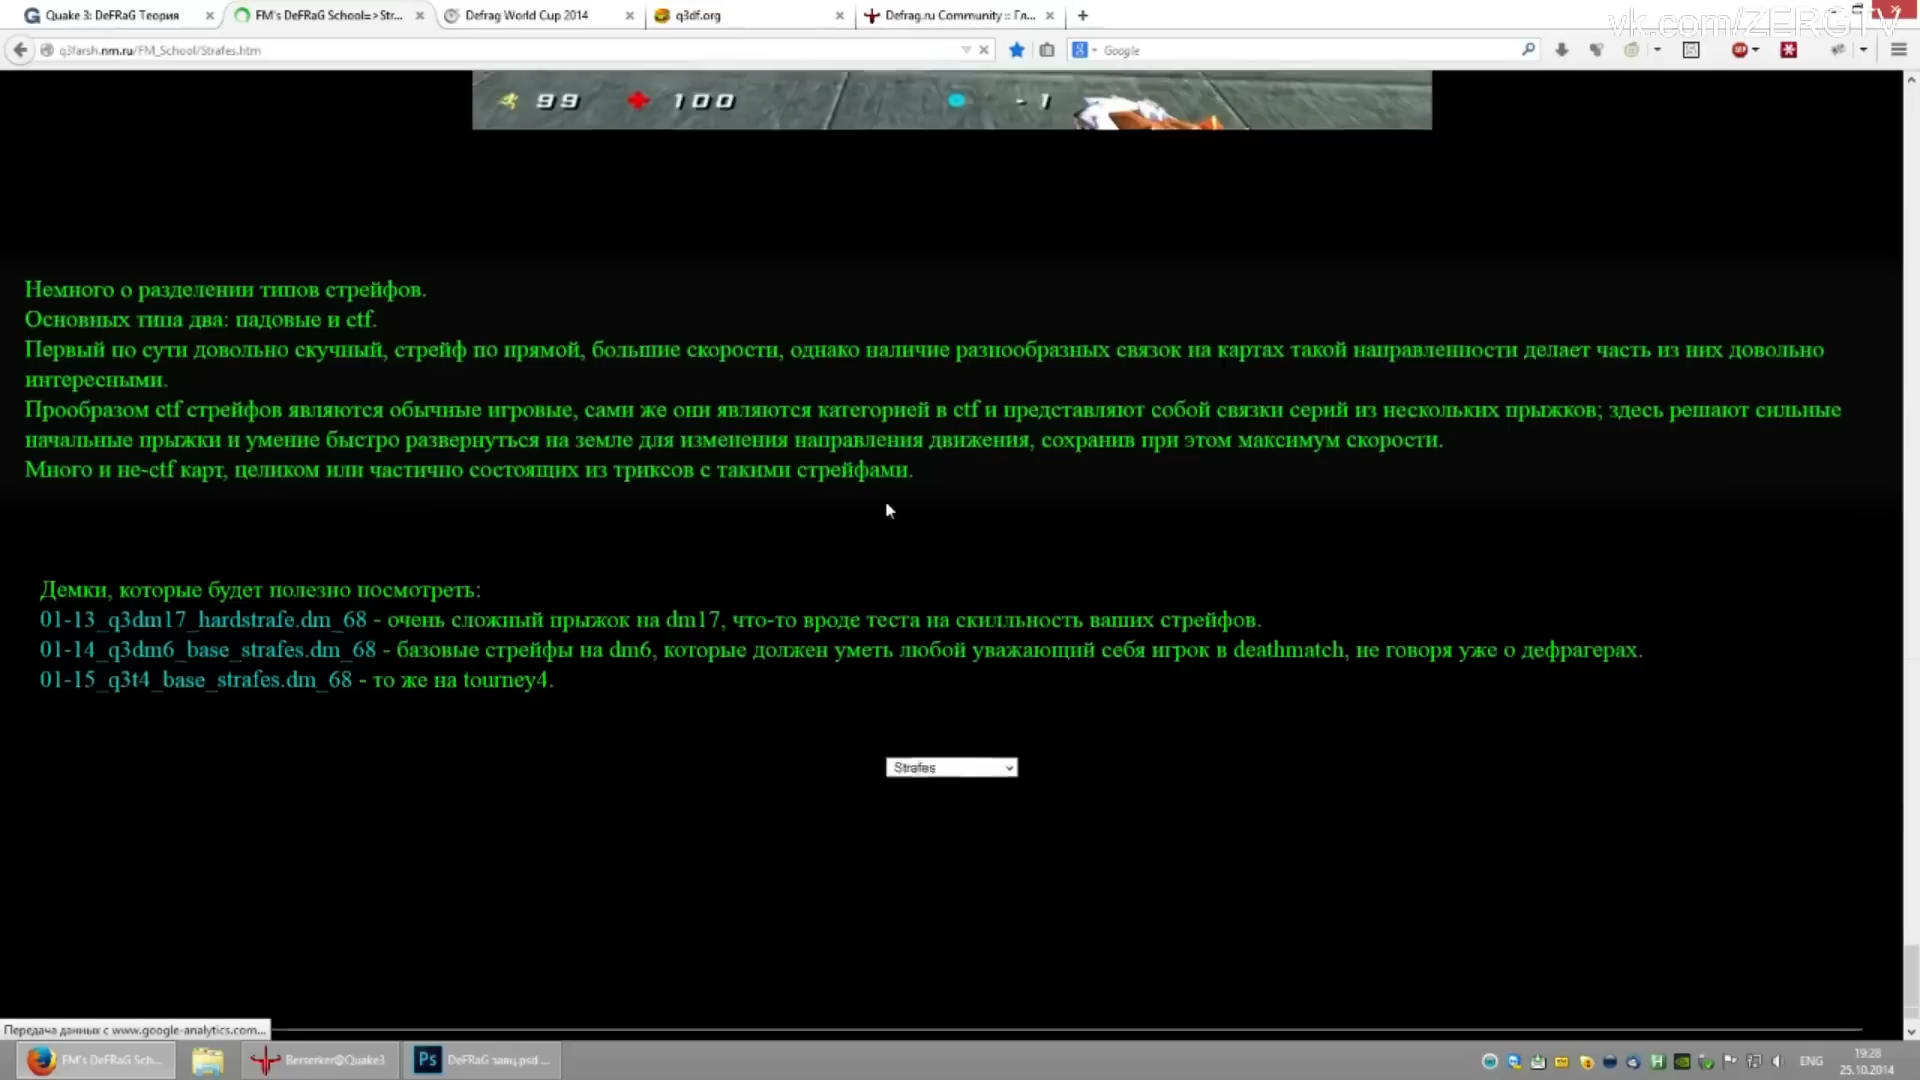 Quake 3: DeFRaG Теория
FM's DeFRaG School=>Str...
Defrag World Cup 2014
q3df.org
Defrag.ru Community :: Гл...
vk.com/ZERGTV
q3farsh.nm.ru/FM_School/Strafes.htm
Google
99
100
-1
Немного о разделении типов стрейфов.
Основных типа два: падовые и ctf.
Первый по сути довольно скучный, стрейф по прямой, большие скорости, однако наличие разнообразных связок на картах такой направленности делает часть из них довольно
интересными.
Прообразом ctf стрейфов являются обычные игровые, сами же они являются категорией в ctf и представляют собой связки серий из нескольких прыжков; здесь решают сильные
начальные прыжки и умение быстро развернуться на земле для изменения направления движения, сохранив при этом максимум скорости.
Много и не-ctf карт, целиком или частично состоящих из триксов с такими стрейфами.
Демки, которые будет полезно посмотреть:
01-13_q3dm17_hardstrafe.dm_68 - очень сложный прыжок на dm17, что-то вроде теста на скилльность ваших стрейфов.
01-14_q3dm6_base_strafes.dm_68 - базовые стрейфы на dm6, которые должен уметь любой уважающий себя игрок в deathmatch, не говоря уже о дефрагерах.
01-15_q3t4_base_strafes.dm_68 - то же на tourney4.
Strafes
Передача данных с www.google-analytics.com...
FM's DeFRaG Sch...
Berserker@Quake3
Ps
DeFRaG заяц.psd ...
ENG
19:28
25.10.2014